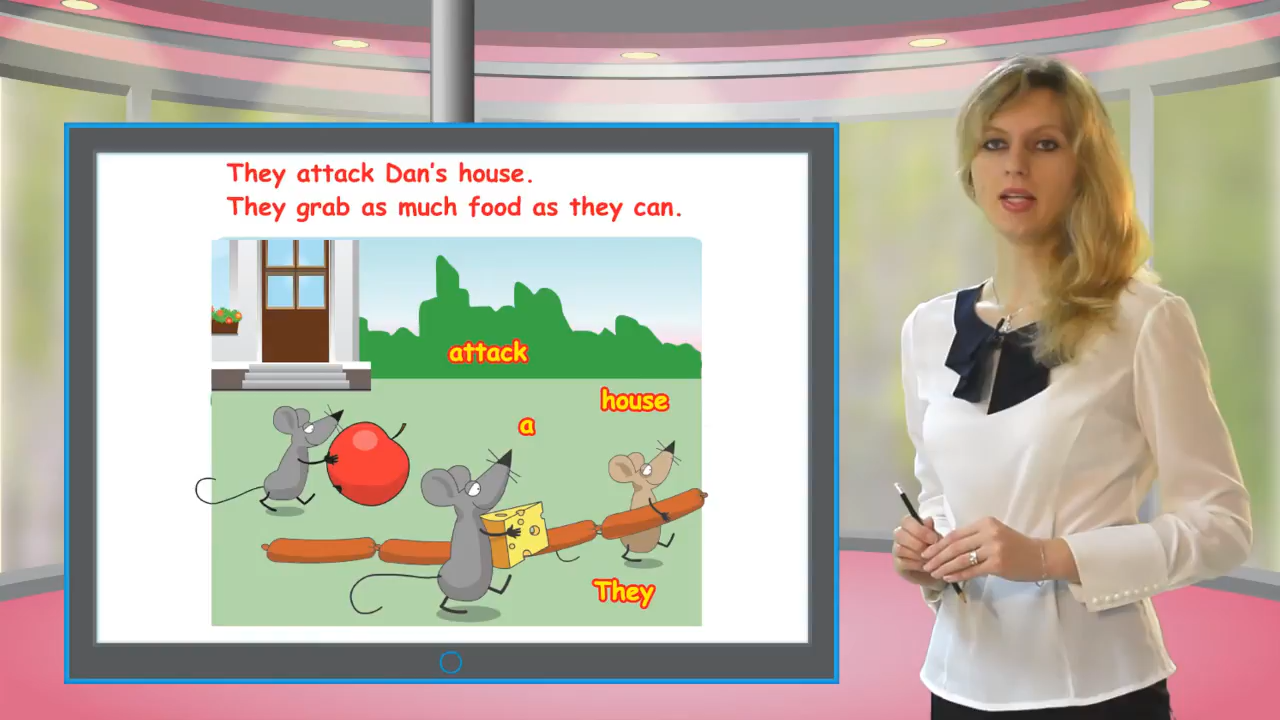 They attack Dan's house.
They grab as much food as they can.
attack
house
a
They